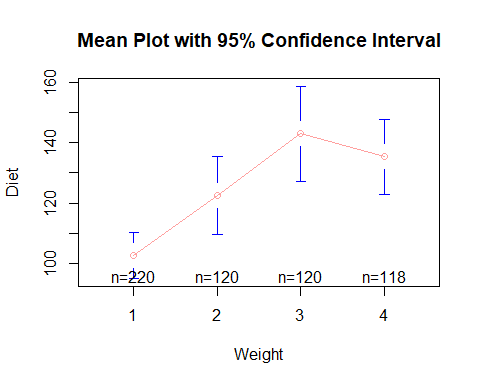 Mean Plot with 95% Confidence Interval
160
140
120
100
Diet
n=220 n=120 n=120 n=118
1 2 3 4
Weight